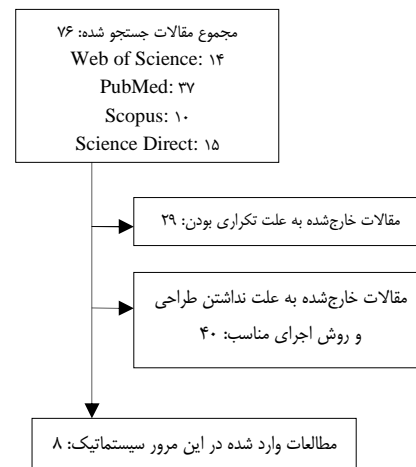 مجموع مقالات جستجو شده: ۷۶
Web of Science: ۱۴
PubMed: ۳۷
Scopus: ۱۰
Science Direct: ۱۵
مقالات خارج‌شده به علت تکراری بودن: ۲۹
مقالات خارج‌شده به علت نداشتن طراحی
و روش اجرای مناسب: ۴۰
مطالعات وارد شده در این مرور سیستماتیک: ۸